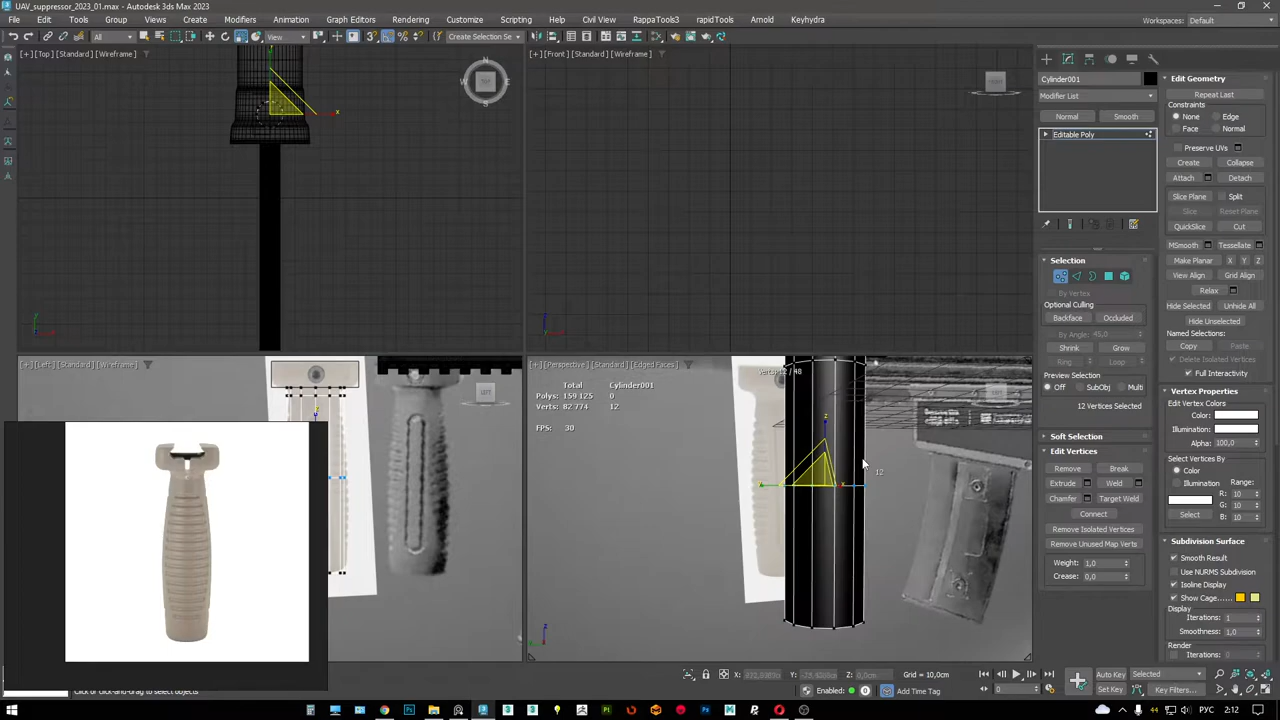 UAV_suppressor_2023_01.max - Autodesk 3ds Max 2023
File Edit Tools Group Views Create Modifiers Animation Graph Editors Rendering Customize Scripting Civil View RappaTools3 rapidTools Arnold Keyhydra
Workspaces: Default
All View Create Selection Se
[+] [Top] [Standard] [Wireframe]
[+] [Front] [Standard] [Wireframe]
N
W
E
S
TOP
x
[+] [Left] [Standard] [Wireframe]
[+] [Perspective] [Standard] [Edged Faces]
Total Cylinder001
Polys: 159 125 0
Verts: 82 774 12
FPS: 30
12
Cylinder001
Modifier List
Normal Smooth
Editable Poly
Selection
By Vertex
Optional Culling
Backface Occluded
By Angle: 45,0
Shrink Grow
Ring Loop
Preview Selection
Off SubObj Multi
12 Vertices Selected
Soft Selection
Edit Vertices
Remove Break
Extrude Weld
Chamfer Target Weld
Connect
Remove Isolated Vertices
Remove Unused Map Verts
Weight: 1,0
Crease: 0,0
Edit Geometry
Repeat Last
Constraints
None Edge
Face Normal
Preserve UVs
Create Collapse
Attach Detach
Slice Plane Split
Slice Reset Plane
QuickSlice Cut
MSmooth Tessellate
Make Planar X Y Z
View Align Grid Align
Relax
Hide Selected Unhide All
Hide Unselected
Named Selections:
Copy Paste
Delete Isolated Vertices
Full Interactivity
Vertex Properties
Edit Vertex Colors
Color:
Illumination:
Alpha: 100,0
Select Vertices By
Color
Illumination Range:
R: 10
G: 10
Select B: 10
Subdivision Surface
Smooth Result
Use NURMS Subdivision
Isoline Display
Show Cage......
Display
Iterations: 1
Smoothness: 1,0
Render
Iterations: 0
Click or click-and-drag to select objects
Y: Z: 0,0cm Grid = 10,0cm
Enabled: Add Time Tag
0
Auto Key Selected
Set Key Key Filters...
РУС 2:12